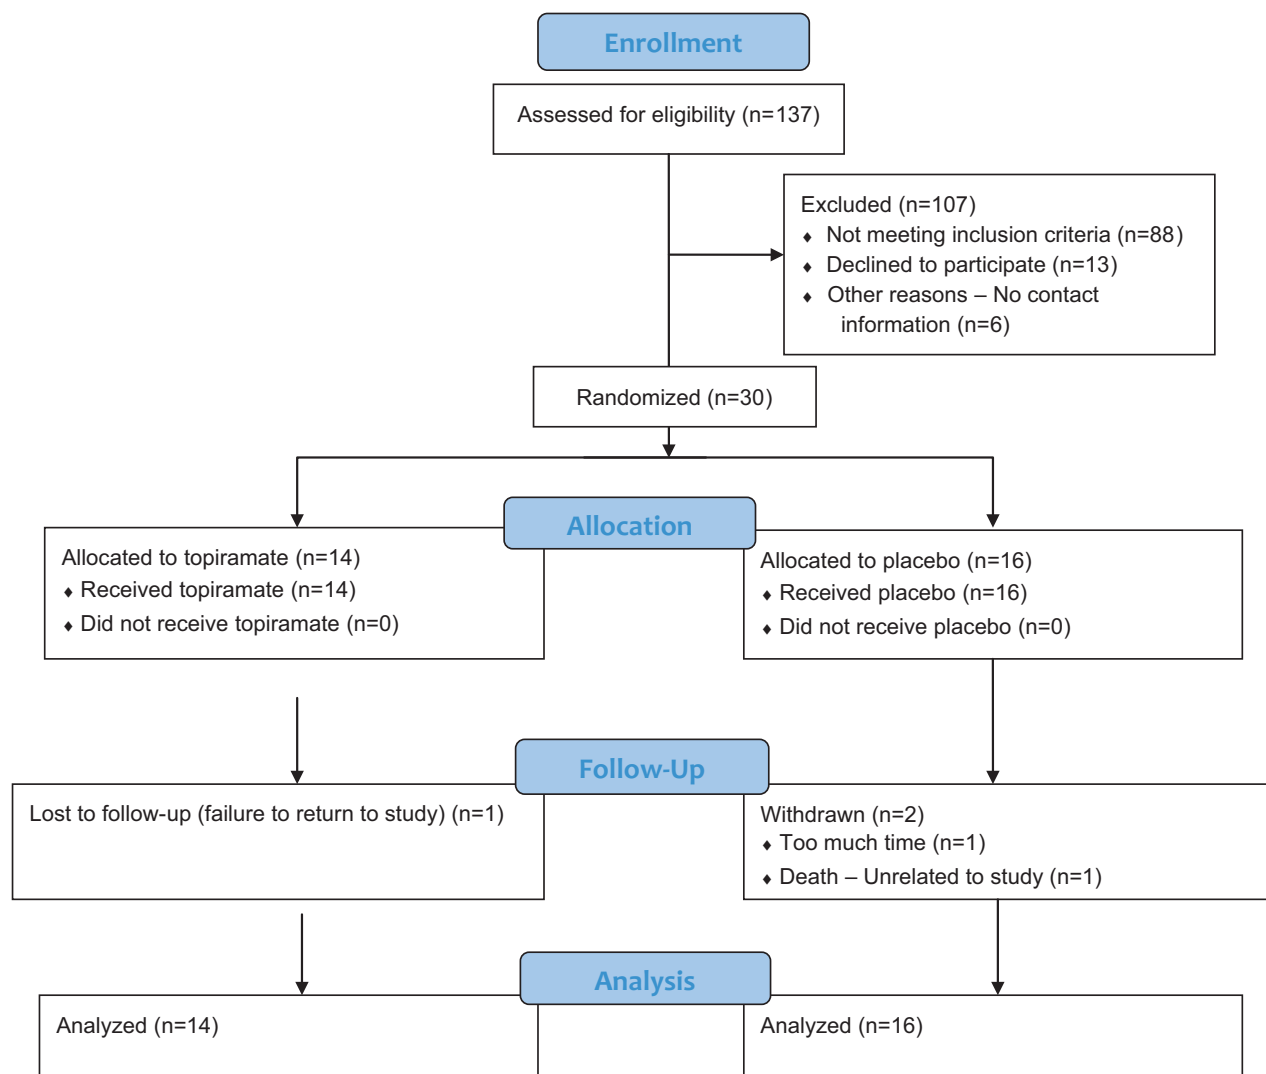 Enrollment
Assessed for eligibility (n=137)
Excluded (n=107)
♦ Not meeting inclusion criteria (n=88)
♦ Declined to participate (n=13)
♦ Other reasons – No contact
information (n=6)
Randomized (n=30)
Allocation
Allocated to topiramate (n=14)
♦ Received topiramate (n=14)
♦ Did not receive topiramate (n=0)
Allocated to placebo (n=16)
♦ Received placebo (n=16)
♦ Did not receive placebo (n=0)
Follow-Up
Lost to follow-up (failure to return to study) (n=1)
Withdrawn (n=2)
♦ Too much time (n=1)
♦ Death – Unrelated to study (n=1)
Analysis
Analyzed (n=14)
Analyzed (n=16)